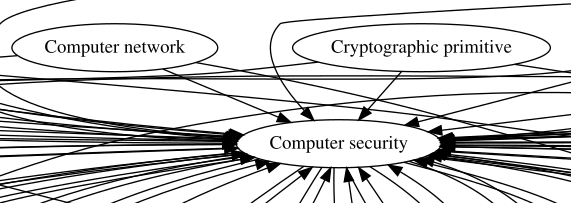 Computer network
Cryptographic primitive
Computer security